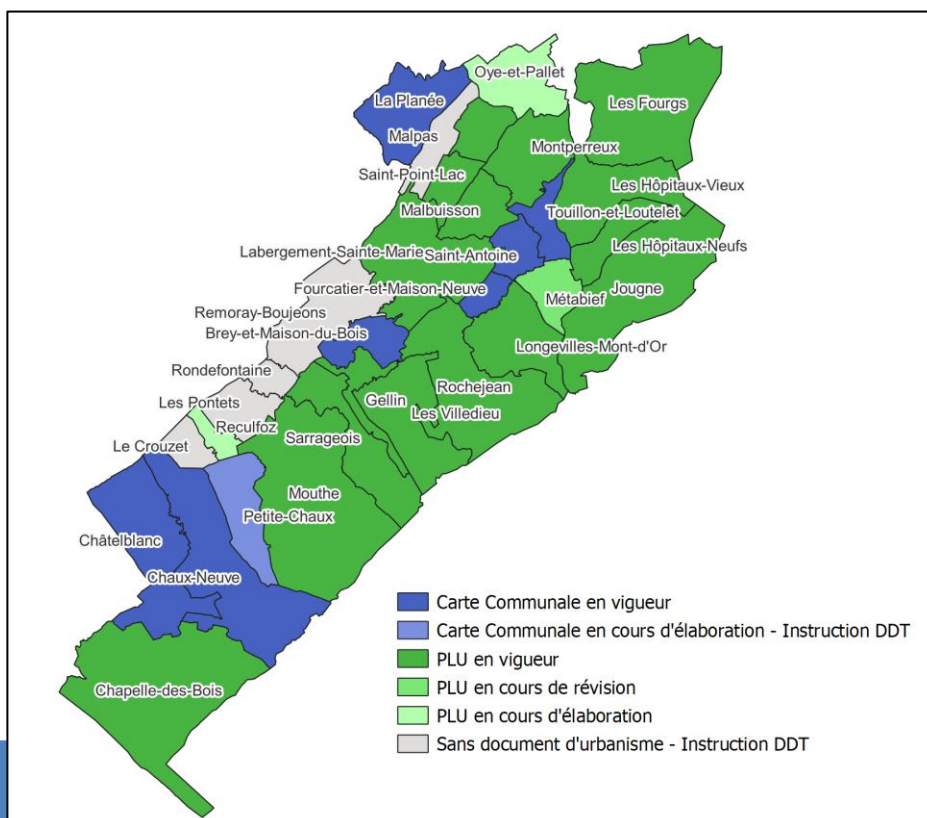 Oye-et-Pallet
La Planée
Les Fourgs
Malpas
Montperreux
Saint-Point-Lac
Les Hôpitaux-Vieux
Malbuisson
Touillon-et-Loutelet
Labergement-Sainte-Marie
Saint-Antoine
Les Hôpitaux-Neufs
Fourcatier-et-Maison-Neuve
Métabief
Jougne
Remoray-Boujeons
Brey-et-Maison-du-Bois
Longevilles-Mont-d'Or
Rondefontaine
Rochejean
Gellin
Les Pontets
Les Villedieu
Reculfoz
Sarrageois
Le Crouzet
Mouthe
Petite-Chaux
Châtelblanc
Chaux-Neuve
Chapelle-des-Bois
Carte Communale en vigueur
Carte Communale en cours d'élaboration - Instruction DDT
PLU en vigueur
PLU en cours de révision
PLU en cours d'élaboration
Sans document d'urbanisme - Instruction DDT